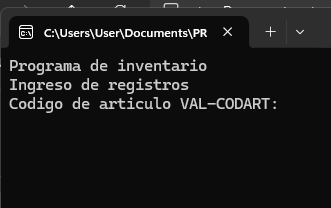 C:\Users\User\Documents\PR
Programa de inventario
Ingreso de registros
Codigo de articulo VAL-CODART: